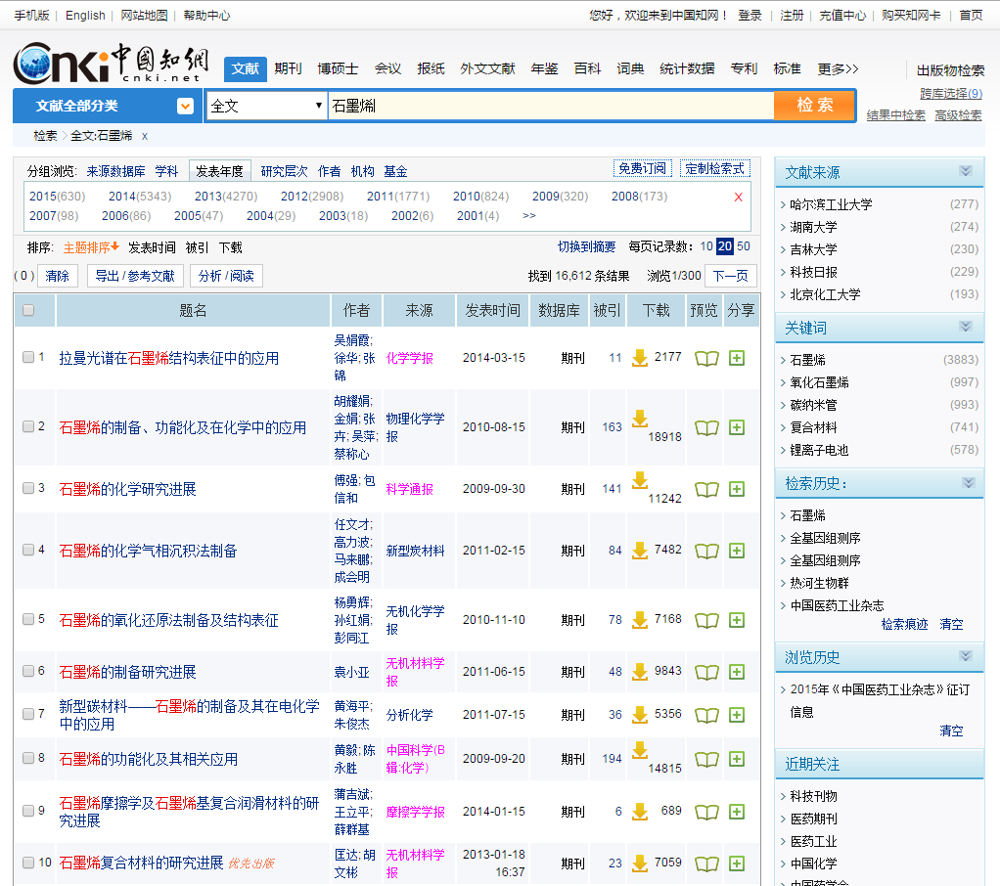 手机版 | English | 网站地图 | 帮助中心 您好，欢迎来到中国知网！ 登录 | 注册 | 充值中心 | 购买知网卡 | 首页
Cnki 中國知網 cnki.net
文献 期刊 博硕士 会议 报纸 外文文献 年鉴 百科 词典 统计数据 专利 标准 更多>> 出版物检索
文献全部分类 全文 石墨烯 检 索 跨库选择(9)
结果中检索 高级检索
检索 > 全文:石墨烯 x
分组浏览: 来源数据库 学科 发表年度 研究层次 作者 机构 基金 免费订阅 定制检索式
2015(630) 2014(5343) 2013(4270) 2012(2908) 2011(1771) 2010(824) 2009(320) 2008(173) X
2007(98) 2006(86) 2005(47) 2004(29) 2003(18) 2002(6) 2001(4) >>
排序: 主题排序 发表时间 被引 下载 切换到摘要 每页记录数: 10 20 50
(0) 清除 导出 / 参考文献 分析 / 阅读 找到 16,612 条结果 浏览1/300 下一页
题名 作者 来源 发表时间 数据库 被引 下载 预览 分享
1 拉曼光谱在石墨烯结构表征中的应用 吴娟霞; 徐华; 张锦 化学学报 2014-03-15 期刊 11 2177
2 石墨烯的制备、功能化及在化学中的应用 胡耀娟; 金娟; 张卉; 吴萍; 蔡称心 物理化学学报 2010-08-15 期刊 163 18918
3 石墨烯的化学研究进展 傅强; 包信和 科学通报 2009-09-30 期刊 141 11242
4 石墨烯的化学气相沉积法制备 任文才; 高力波; 马来鹏; 成会明 新型炭材料 2011-02-15 期刊 84 7482
5 石墨烯的氧化还原法制备及结构表征 杨勇辉; 孙红娟; 彭同江 无机化学学报 2010-11-10 期刊 78 7168
6 石墨烯的制备研究进展 袁小亚 无机材料学报 2011-06-15 期刊 48 9843
7 新型碳材料——石墨烯的制备及其在电化学中的应用 黄海平; 朱俊杰 分析化学 2011-07-15 期刊 36 5356
8 石墨烯的功能化及其相关应用 黄毅; 陈永胜 中国科学(B辑:化学) 2009-09-20 期刊 194 14815
9 石墨烯摩擦学及石墨烯基复合润滑材料的研究进展 蒲吉斌; 王立平; 薛群基 摩擦学学报 2014-01-15 期刊 6 689
10 石墨烯复合材料的研究进展 优先出版 匡达; 胡文彬 无机材料学报 2013-01-18 16:37 期刊 23 7059
文献来源
哈尔滨工业大学 (277)
湖南大学 (274)
吉林大学 (230)
科技日报 (229)
北京化工大学 (193)
关键词
石墨烯 (3883)
氧化石墨烯 (997)
碳纳米管 (993)
复合材料 (741)
锂离子电池 (578)
检索历史：
石墨烯
全基因组测序
全基因组测序
热河生物群
中国医药工业杂志
检索痕迹 清空
浏览历史
2015年《中国医药工业杂志》征订
信息
清空
近期关注
科技刊物
医药期刊
医药工业
中国化学
中国药学会